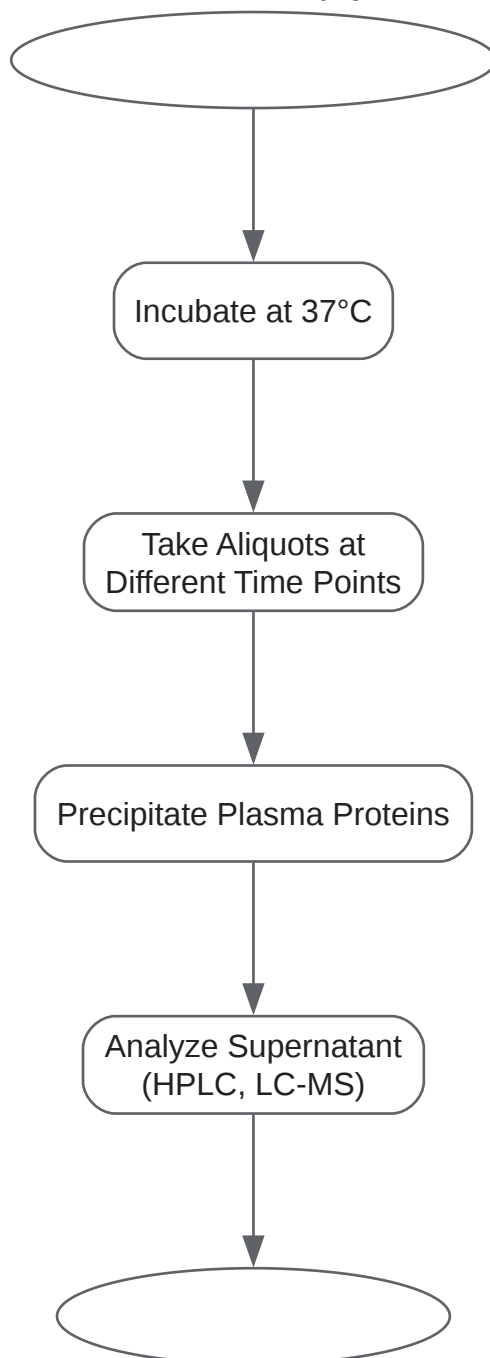 Incubate at 37°C
Take Aliquots at
Different Time Points
Precipitate Plasma Proteins
Analyze Supernatant
(HPLC, LC-MS)